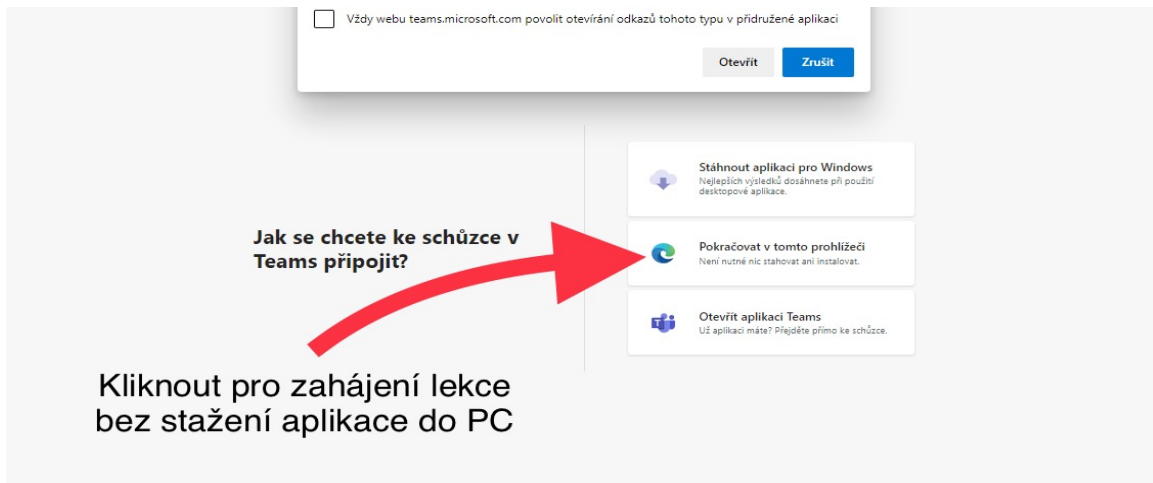 Vždy webu teams.microsoft.com povolit otevírání odkazů tohoto typu v přidružené aplikaci
Otevřít
Zrušit
Stáhnout aplikaci pro Windows
Nejlepších výsledků dosáhnete při použití
desktopové aplikace.
Jak se chcete ke schůzce v
Teams připojit?
Pokračovat v tomto prohlížeči
Není nutné nic stahovat ani instalovat.
Otevřít aplikaci Teams
Už aplikaci máte? Přejděte přímo ke schůzce.
Kliknout pro zahájení lekce
bez stažení aplikace do PC